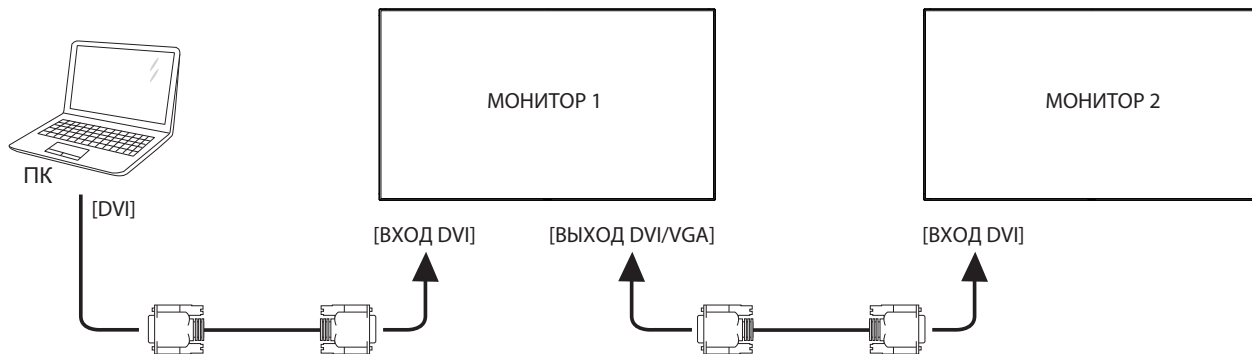 МОНИТОР 1
МОНИТОР 2
ПК
[DVI]
[ВХОД DVI]
[ВЫХОД DVI/VGA]
[ВХОД DVI]